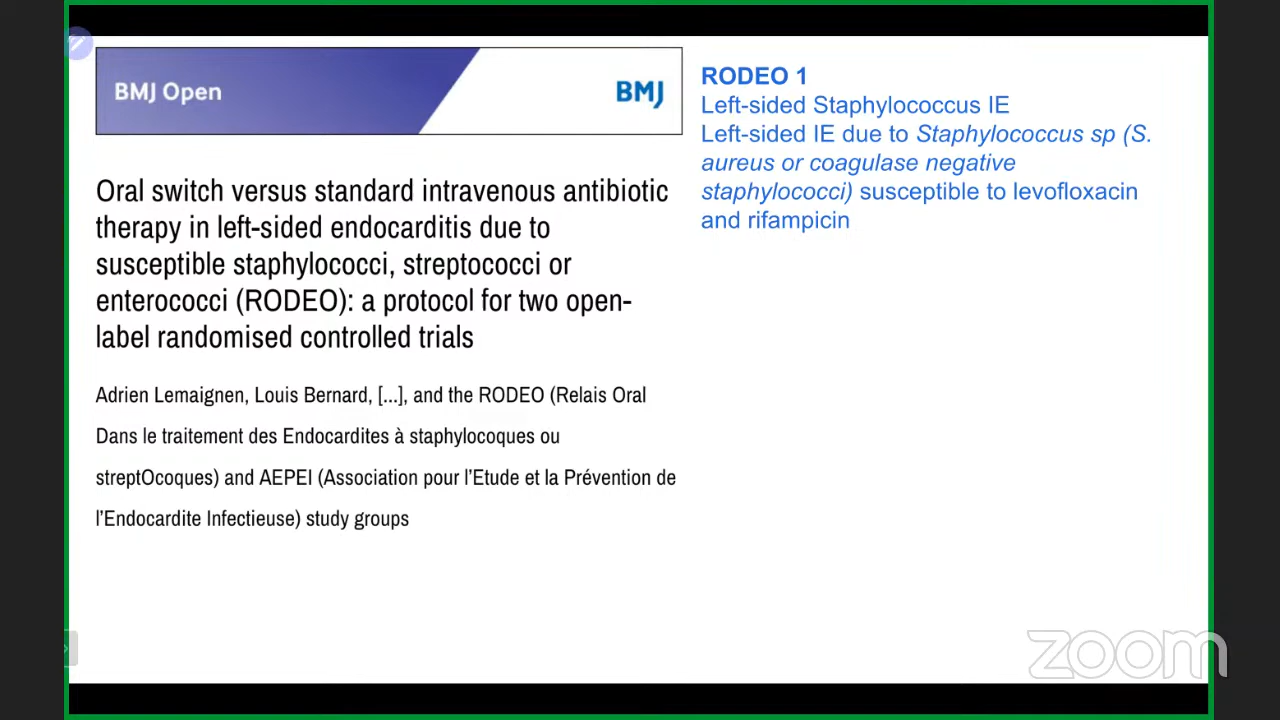 BMJ Open
BMJ
Oral switch versus standard intravenous antibiotic
therapy in left-sided endocarditis due to
susceptible staphylococci, streptococci or
enterococci (RODEO): a protocol for two open-
label randomised controlled trials
Adrien Lemaignen, Louis Bernard, [...], and the RODEO (Relais Oral
Dans le traitement des Endocardites à staphylocoques ou
streptOcoques) and AEPEI (Association pour l'Etude et la Prévention de
l'Endocardite Infectieuse) study groups
RODEO 1
Left-sided Staphylococcus IE
Left-sided IE due to Staphylococcus sp (S.
aureus or coagulase negative
staphylococci) susceptible to levofloxacin
and rifampicin
zoom